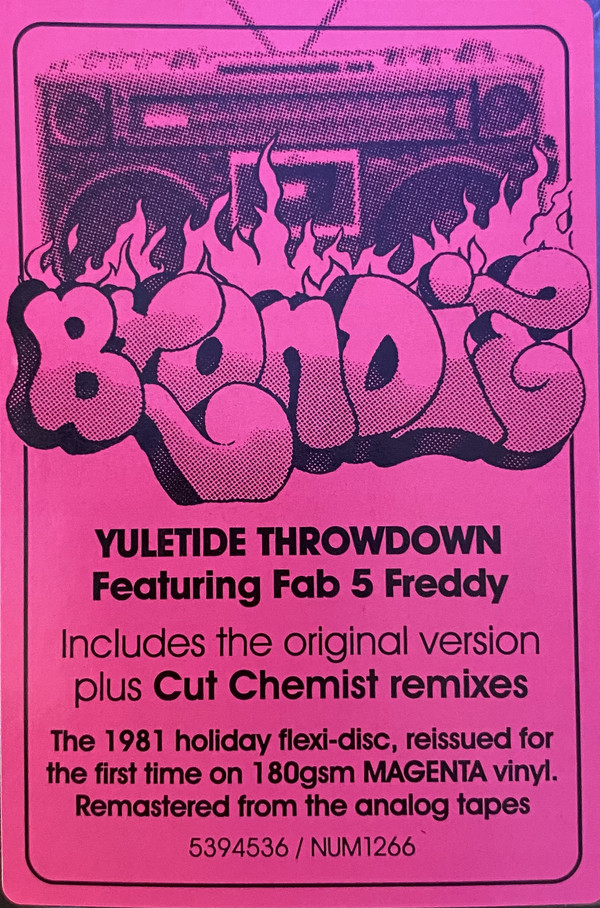 BlonDie
YULETIDE THROWDOWN
Featuring Fab 5 Freddy
Includes the original version
plus Cut Chemist remixes
The 1981 holiday flexi-disc, reissued for
the first time on 180gsm MAGENTA vinyl.
Remastered from the analog tapes
5394536 / NUM1266